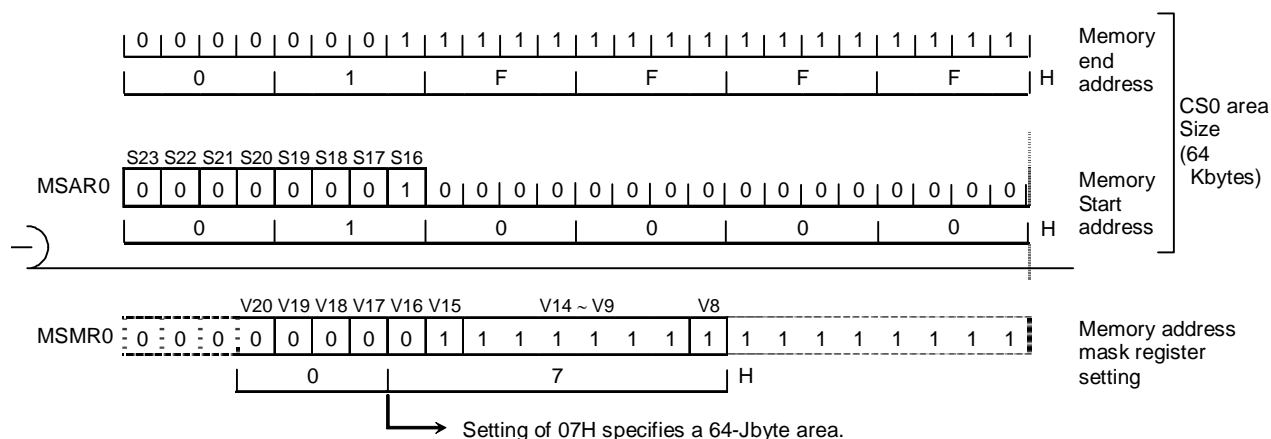 0 0 0 0 0 0 0 1 1 1 1 1 1 1 1 1 1 1 1 1 1 1 1 1
0 1 F F F F H
Memory
end
address
CS0 area
Size
(64
Kbytes)
S23 S22 S21 S20 S19 S18 S17 S16
MSAR0 0 0 0 0 0 0 0 1 0 0 0 0 0 0 0 0 0 0 0 0 0 0 0 0
0 1 0 0 0 0 H
Memory
Start
address
V20 V19 V18 V17 V16 V15 V14 ~ V9 V8
MSMR0 0 0 0 0 0 0 0 0 1 1 1 1 1 1 1 1 1 1 1 1 1 1 1 1
0 7 H
Memory address
mask register
setting
Setting of 07H specifies a 64-Jbyte area.